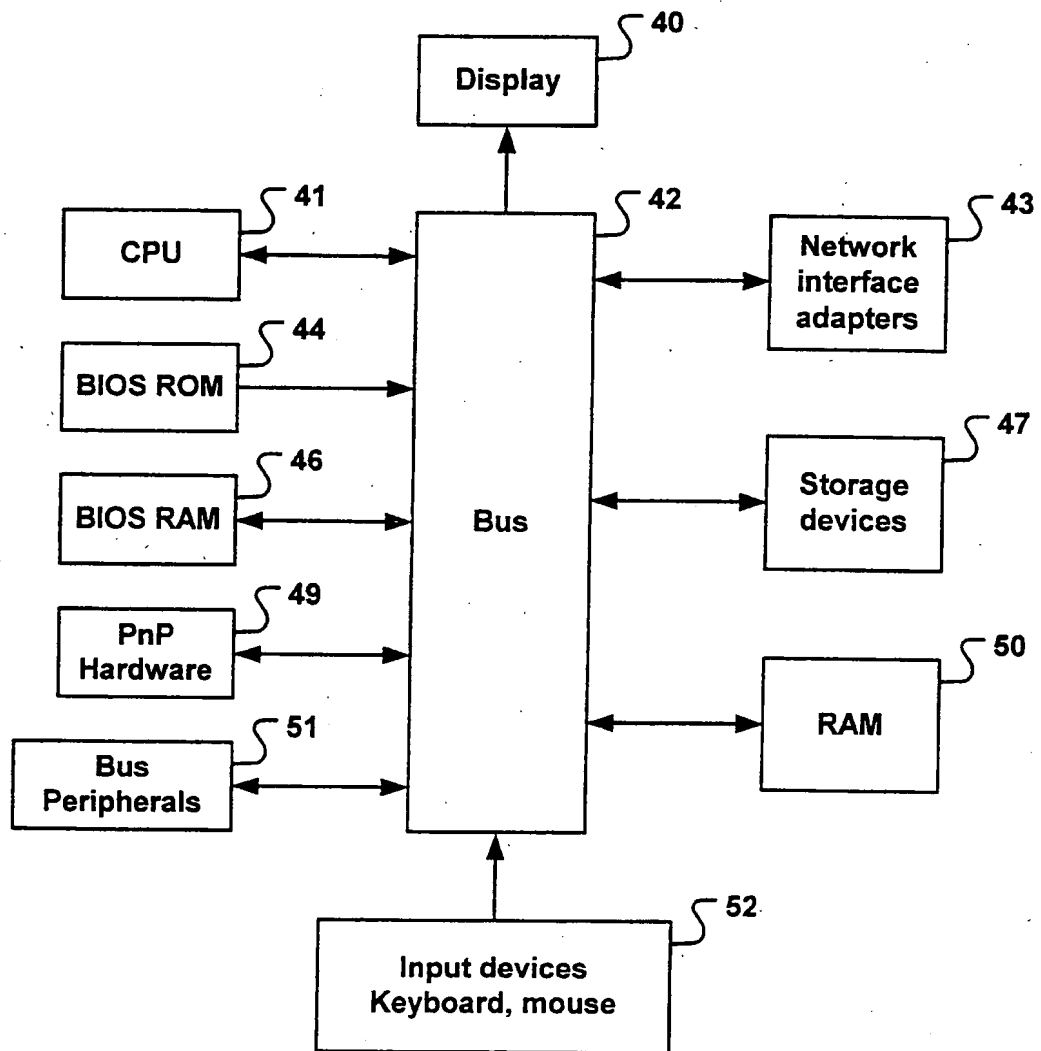 40
Display
41
CPU
42
43
Network
interface
adapters
44
BIOS ROM
46
BIOS RAM
Bus
47
Storage
devices
49
PnP
Hardware
50
RAM
51
Bus
Peripherals
52
Input devices
Keyboard, mouse